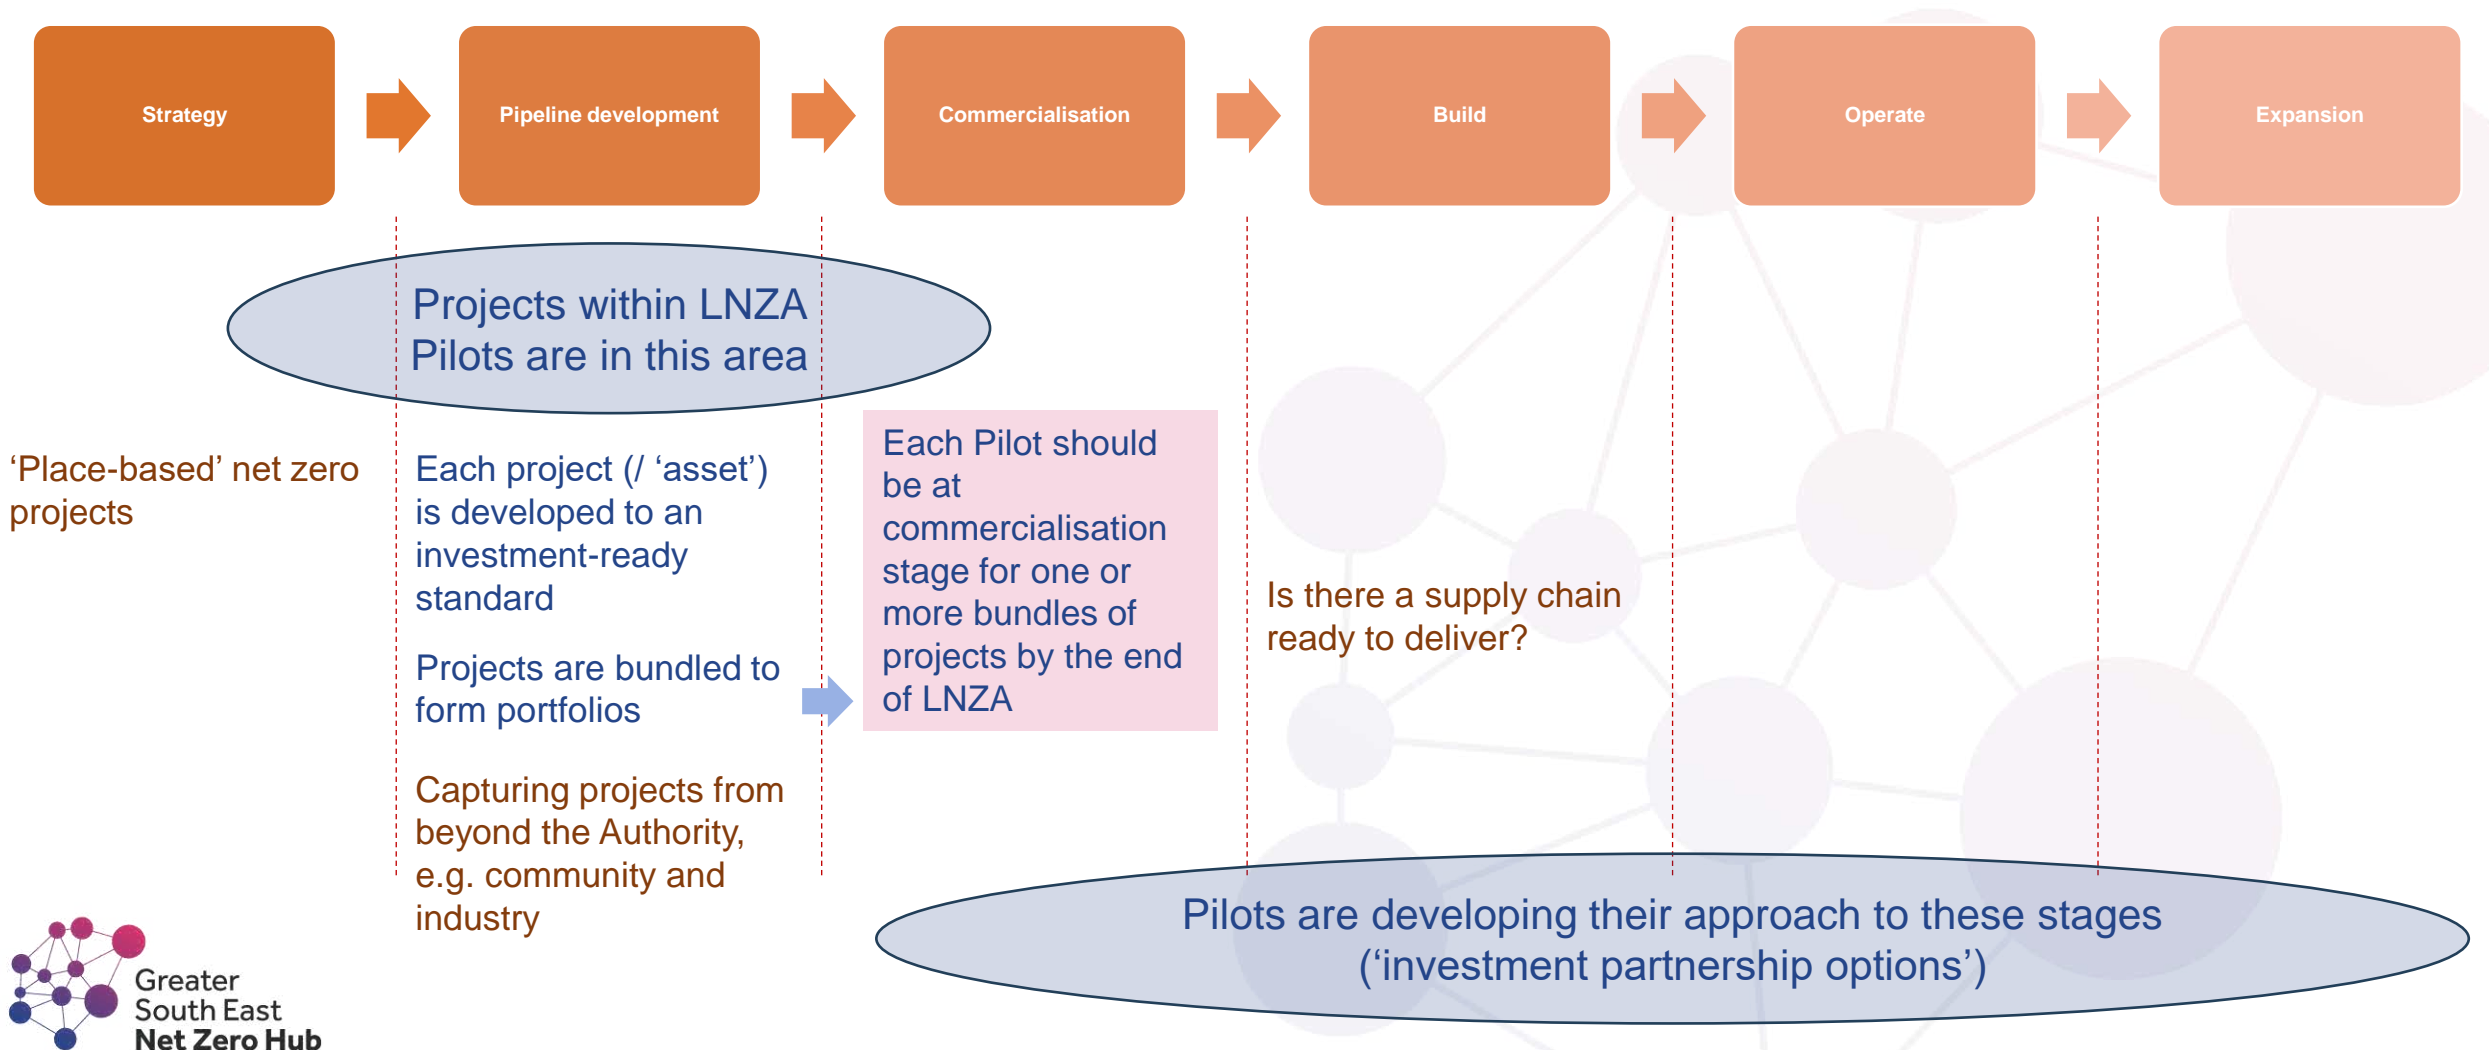 Strategy
Pipeline development
Commercialisation
Build
Operate
Expansion
Projects within LNZA
Pilots are in this area
‘Place-based’ net zero
projects
Each project (/ ‘asset’)
is developed to an
investment-ready
standard
Projects are bundled to
form portfolios
Capturing projects from
beyond the Authority,
e.g. community and
industry
Each Pilot should
be at
commercialisation
stage for one or
more bundles of
projects by the end
of LNZA
Is there a supply chain
ready to deliver?
Pilots are developing their approach to these stages
(‘investment partnership options’)
Greater
South East
Net Zero Hub